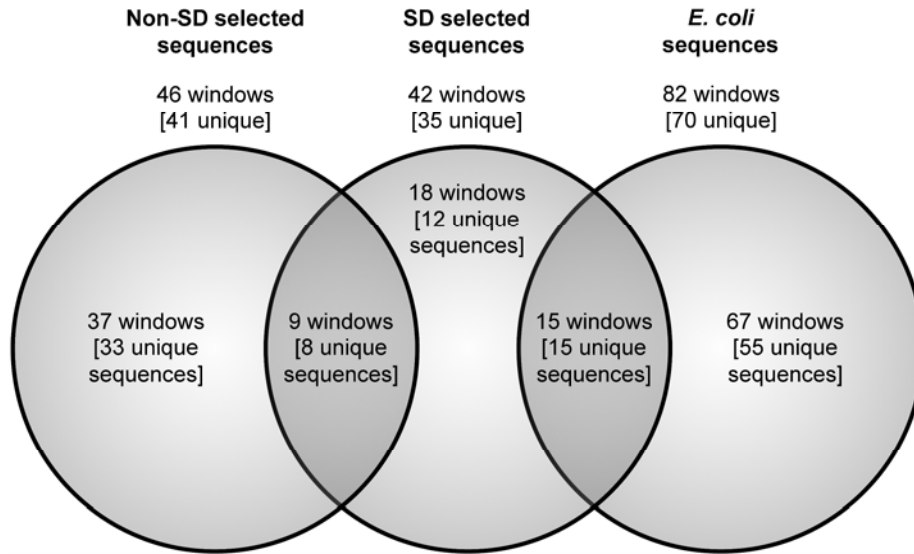 Non-SD selected
sequences
46 windows
[41 unique]
SD selected
sequences
42 windows
[35 unique]
E. coli
sequences
82 windows
[70 unique]
18 windows
[12 unique
sequences]
37 windows
[33 unique
sequences]
9 windows
[8 unique
sequences]
15 windows
[15 unique
sequences]
67 windows
[55 unique
sequences]